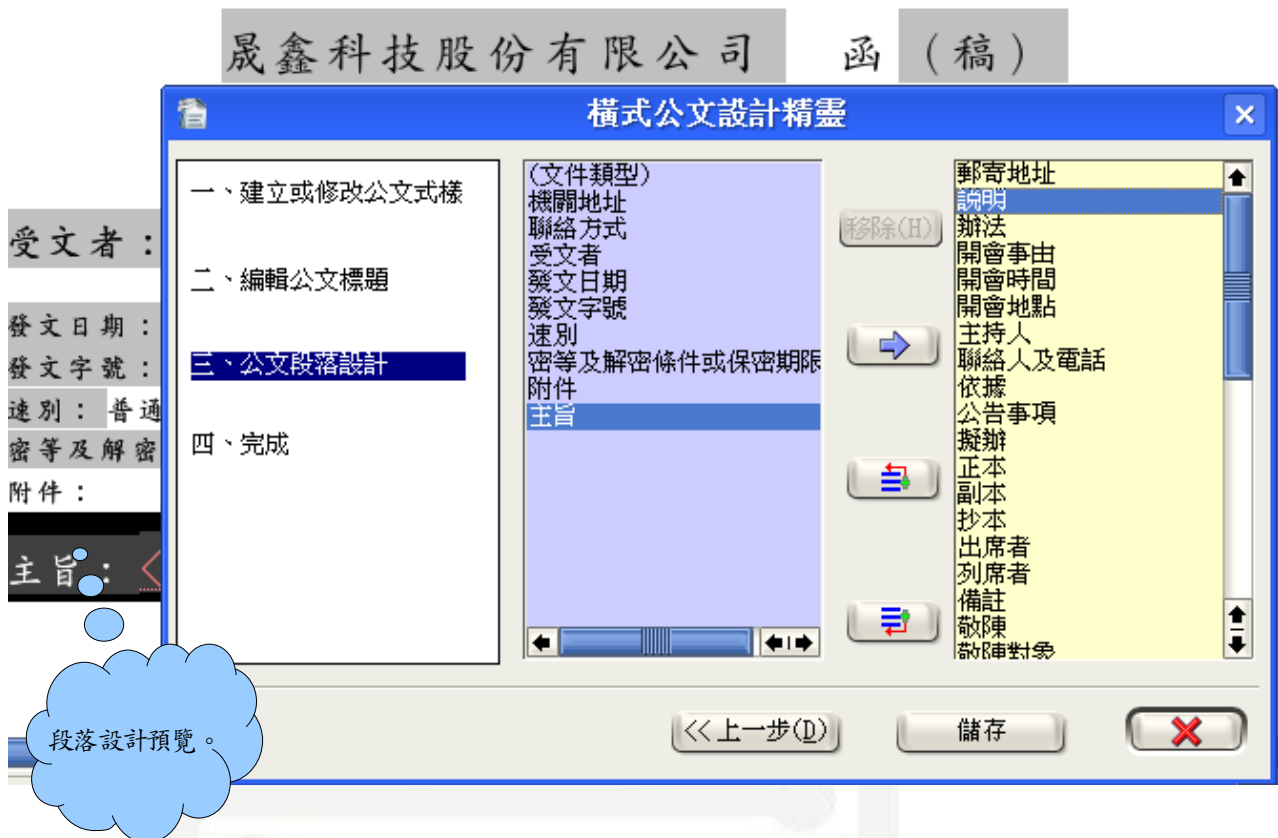 晟鑫科技股份有限公司 函（稿）
橫式公文設計精靈
受文者：
發文日期：
發文字號：
速別：普通
密等及解密
附件：
主旨：
段落設計預覽。
一、建立或修改公文式樣
二、編輯公文標題
三、公文段落設計
四、完成
(文件類型)
機關地址
聯絡方式
受文者
發文日期
發文字號
速別
密等及解密條件或保密期限
附件
主旨
移除(H)
郵寄地址
說明
辦法
開會事由
開會時間
開會地點
主持人
聯絡人及電話
依據
公告事項
擬辦
正本
副本
抄本
出席者
列席者
備註
敬陳
敬陳對象
<<上一步(D)
儲存